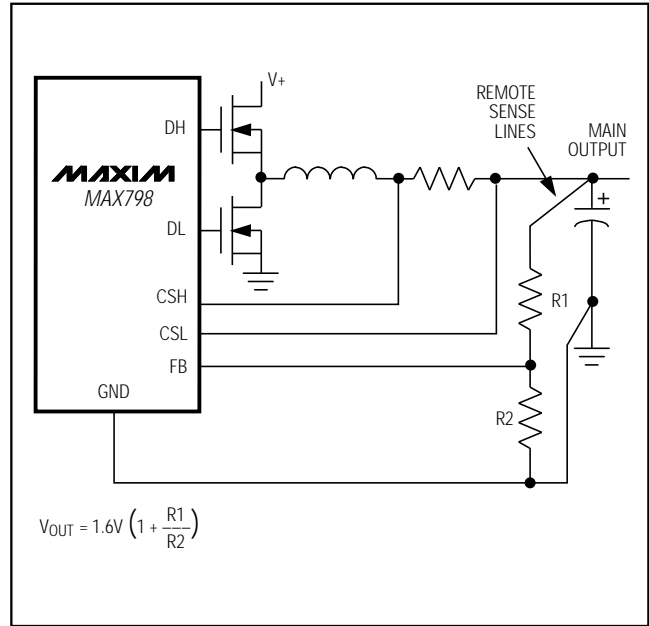 V+
REMOTE
SENSE
LINES
MAIN
OUTPUT
DH
MAXIM
MAX798
DL
+
CSH
CSL
FB
GND
R1
R2
VOUT = 1.6V (1 + R1/R2)